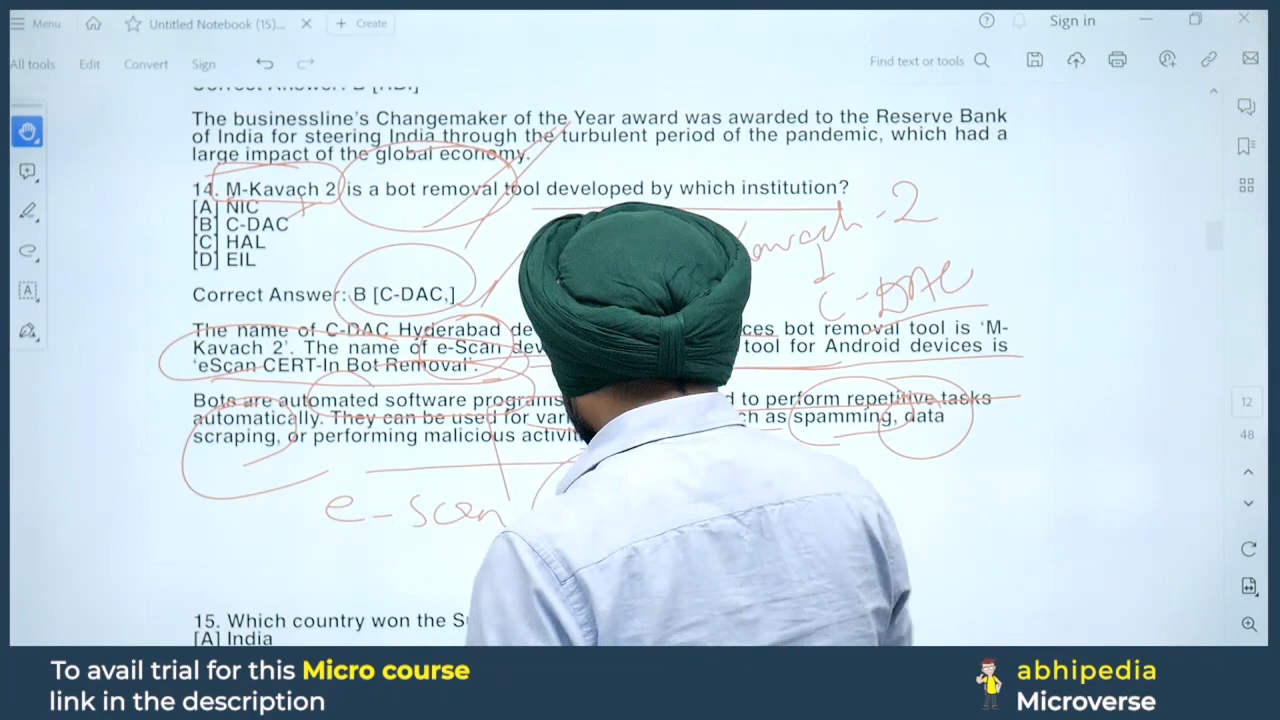 Menu
Untitled Notebook (15)...
Create
Sign in
All tools
Edit
Convert
Sign
Find text or tools
The businessline's Changemaker of the Year award was awarded to the Reserve Bank
of India for steering India through the turbulent period of the pandemic, which had a
large impact of the global economy.
14. M-Kavach 2 is a bot removal tool developed by which institution?
[A] NIC
[B] C-DAC
[C] HAL
[D] EIL
Kavach-2
C-DAC
Correct Answer: B [C-DAC,]
The name of C-DAC Hyderabad bot removal tool is 'M-
Kavach 2'. The name of e-Scan tool for Android devices is
'eScan CERT-In Bot Removal'.
Bots are automated software programs to perform repetitive tasks
automatically. They can be used for as spamming, data
scraping, or performing malicious
e-scan
15. Which country won the
[A] India
12
48
To avail trial for this Micro course
link in the description
abhipedia
Microverse